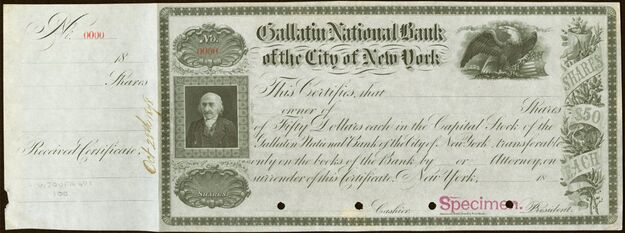 No. 0000
18
Shares
Received Certificate.
No.
0000
SHARES
Gallatin National Bank
of the City of New York
This Certifies, that
owner of Shares
of Fifty Dollars each in the Capital Stock of the
Gallatin National Bank of the City of New York, transferable
only on the books of the Bank by or Attorney, on
surrender of this Certificate. New York, 18
Cashier. Specimen. President.
SHARES
$50
EACH